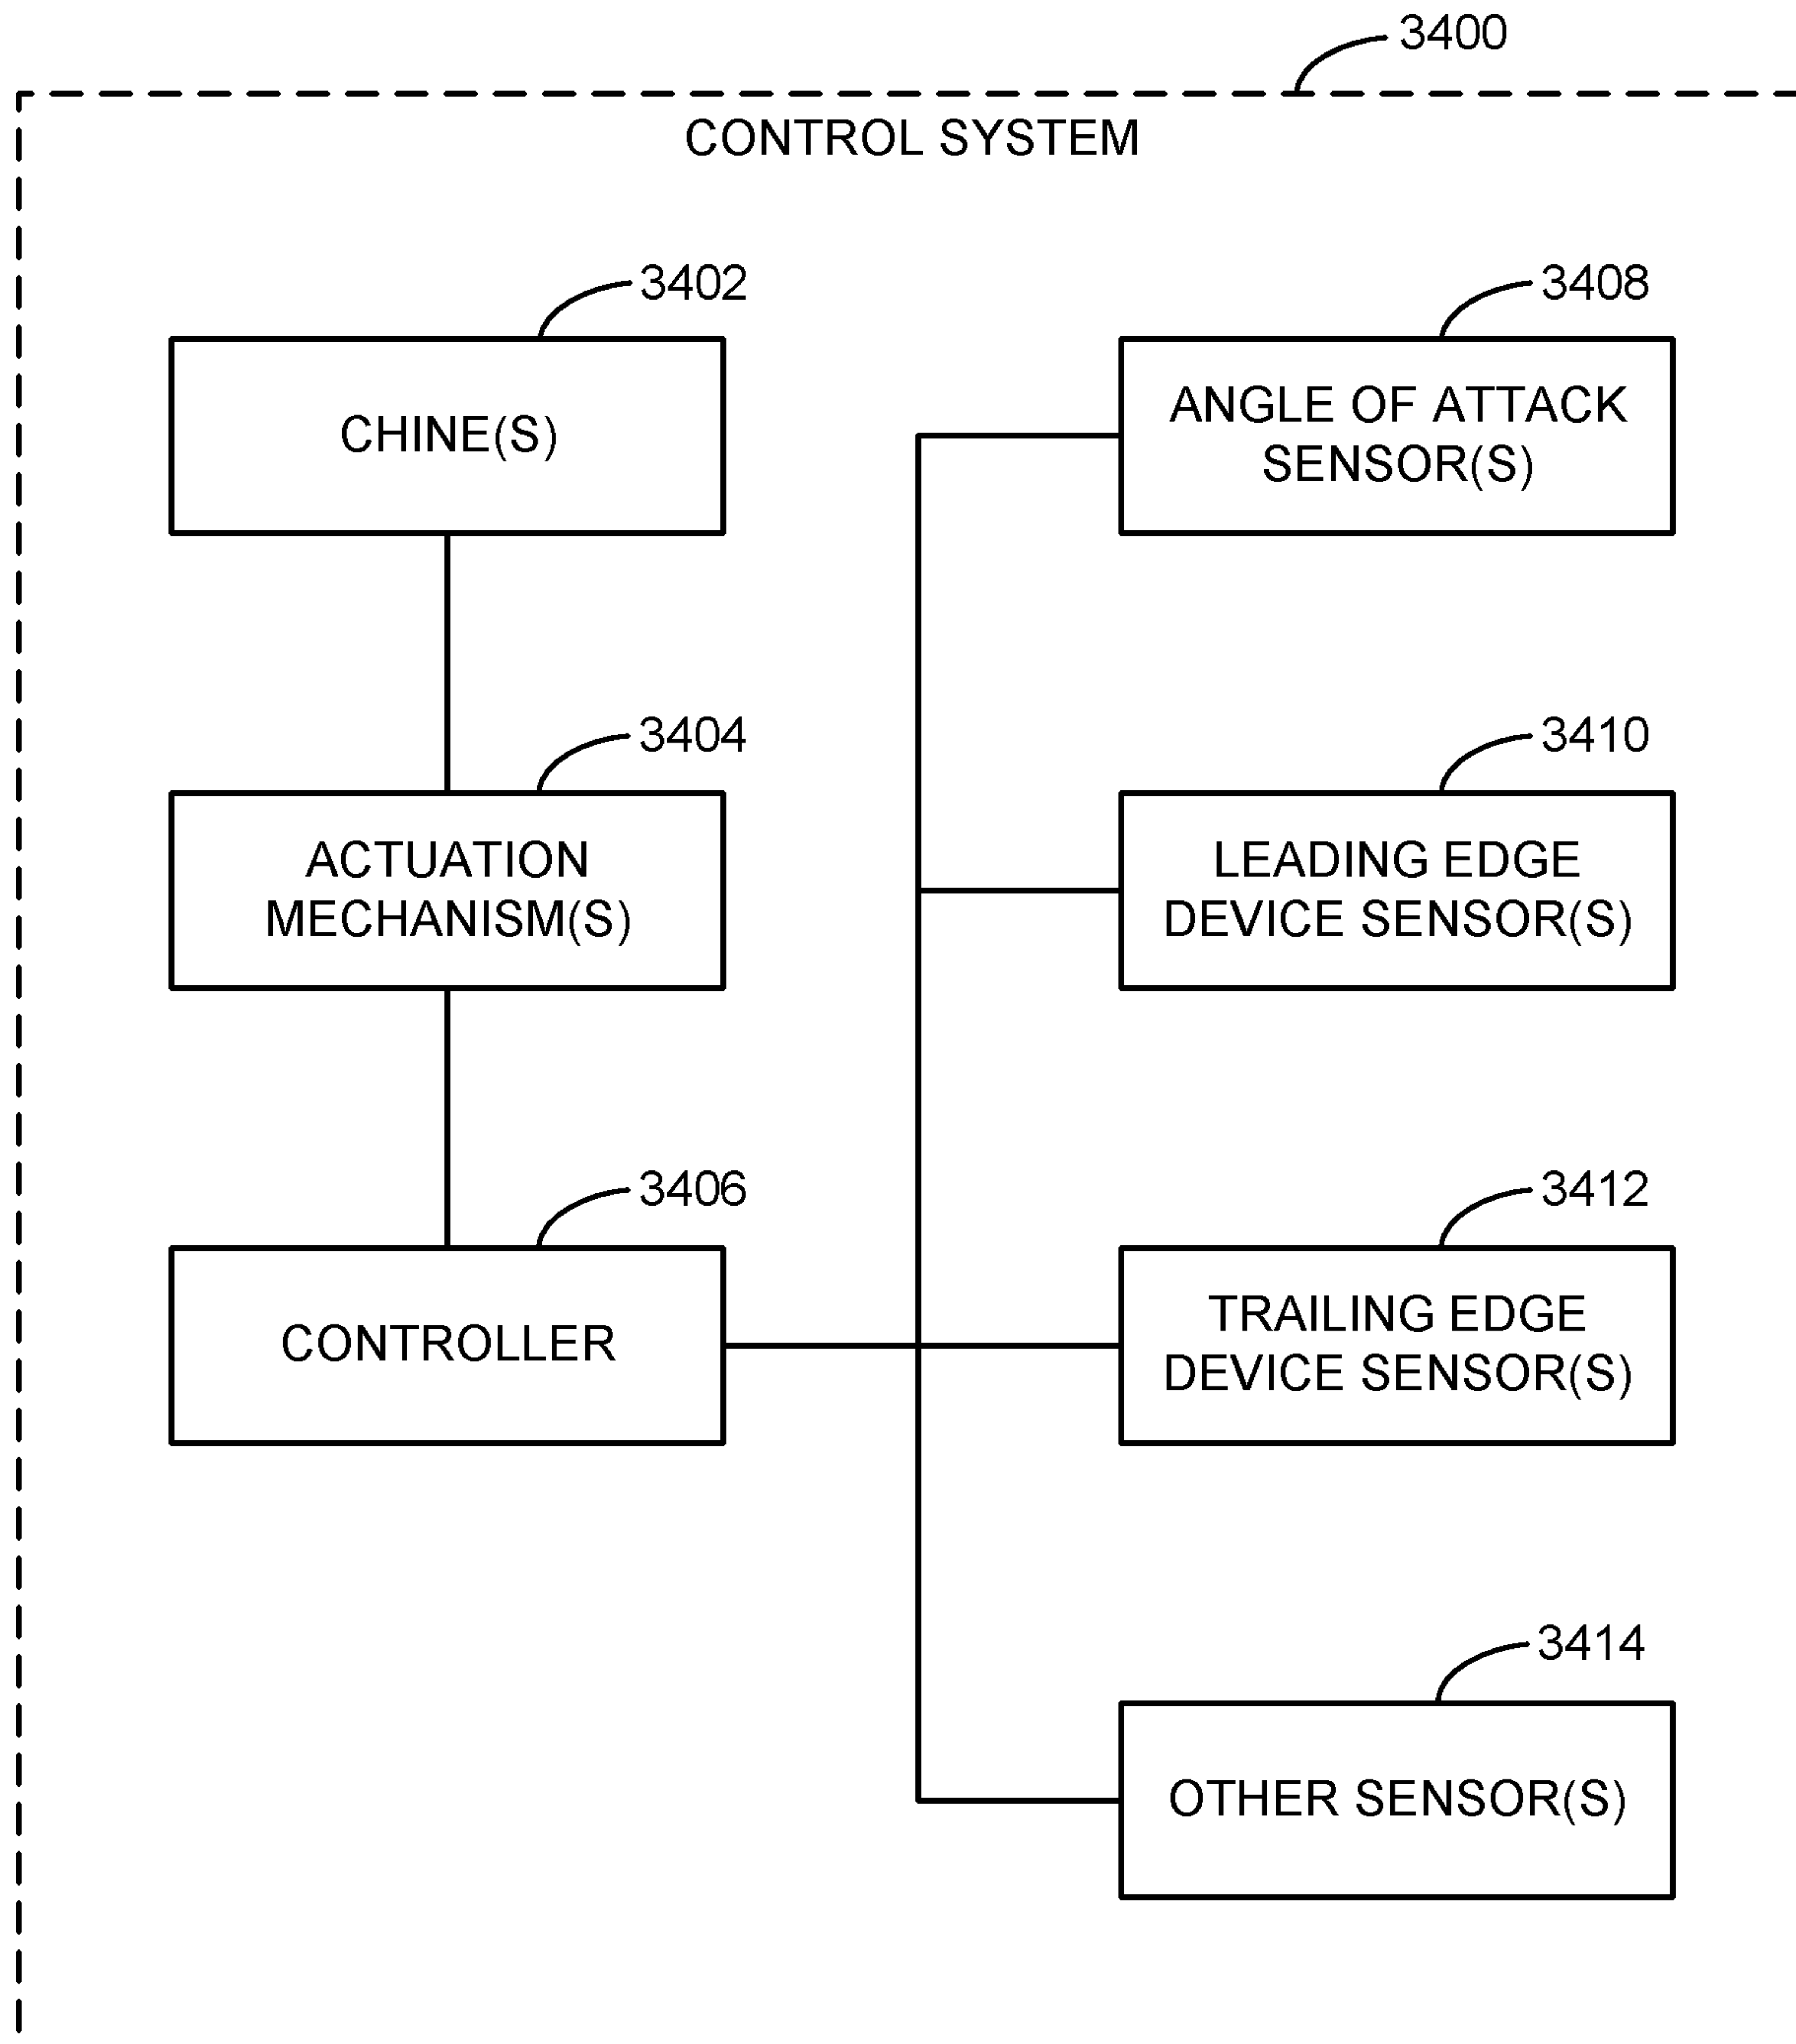 3400
CONTROL SYSTEM
3402
CHINE(S)
3404
ACTUATION
MECHANISM(S)
3406
CONTROLLER
3408
ANGLE OF ATTACK
SENSOR(S)
3410
LEADING EDGE
DEVICE SENSOR(S)
3412
TRAILING EDGE
DEVICE SENSOR(S)
3414
OTHER SENSOR(S)